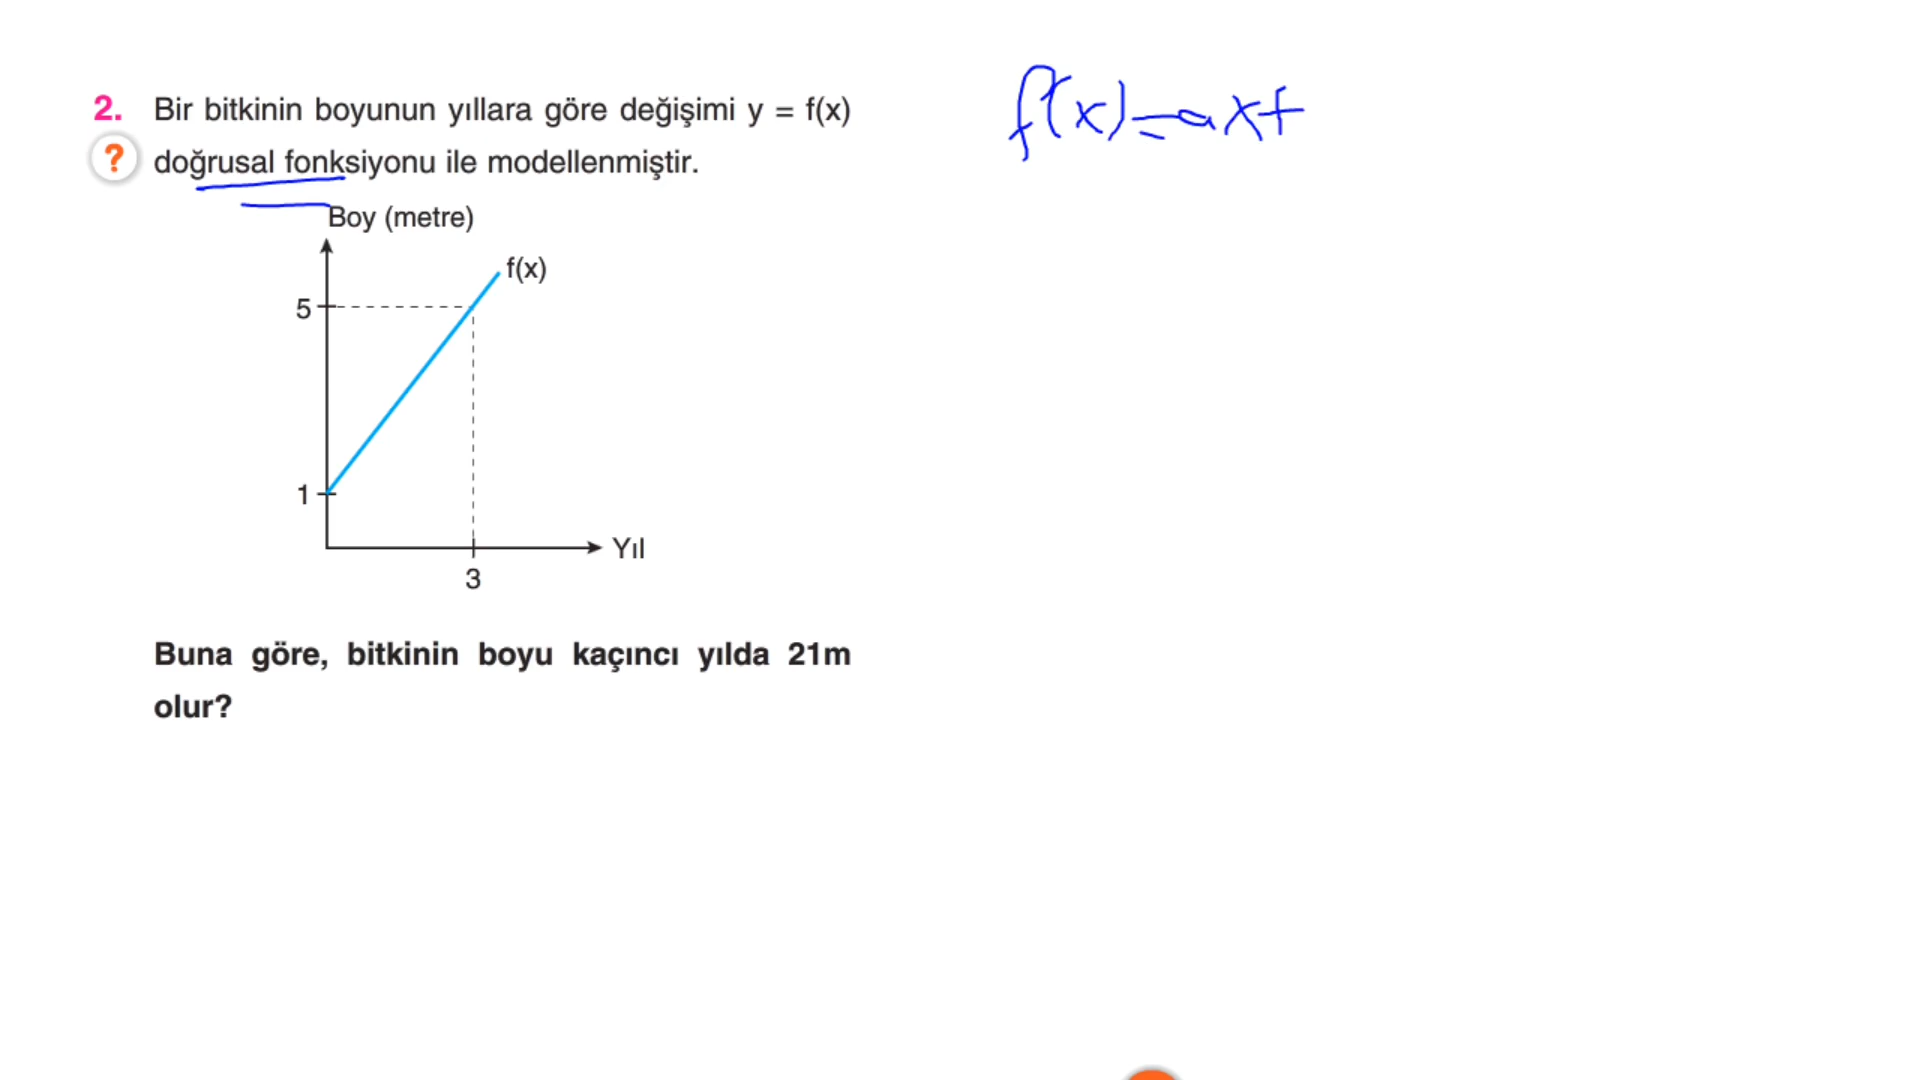 2. Bir bitkinin boyunun yıllara göre değişimi y = f(x)
? doğrusal fonksiyonu ile modellenmiştir.
Boy (metre)
f(x)
5
1
Yıl
3
Buna göre, bitkinin boyu kaçıncı yılda 21m
olur?
f(x)=ax+